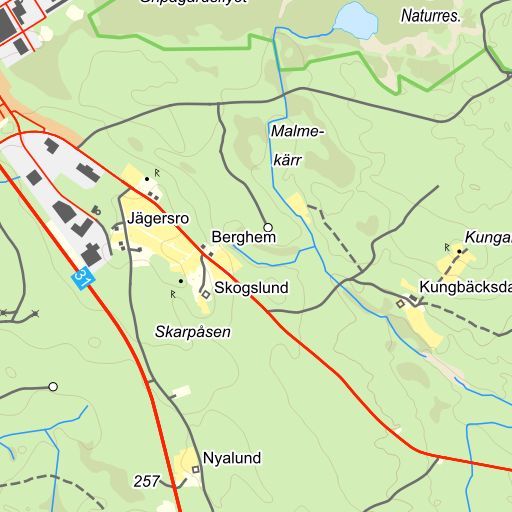 Naturres.
Malme-
kärr
R
Jägersro
Berghem
Kungbäcksda
R
31
Skogslund
R
Skarpåsen
Nyalund
257